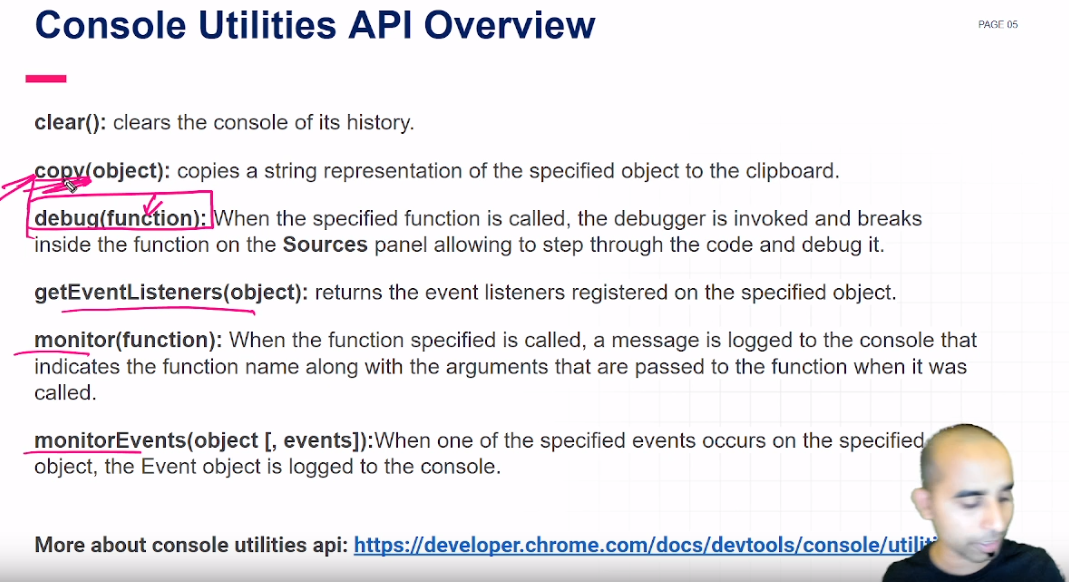 Console Utilities API Overview
PAGE 05
clear(): clears the console of its history.
copy(object): copies a string representation of the specified object to the clipboard.
debug(function): When the specified function is called, the debugger is invoked and breaks
inside the function on the Sources panel allowing to step through the code and debug it.
getEventListeners(object): returns the event listeners registered on the specified object.
monitor(function): When the function specified is called, a message is logged to the console that
indicates the function name along with the arguments that are passed to the function when it was
called.
monitorEvents(object [, events]):When one of the specified events occurs on the specified
object, the Event object is logged to the console.
More about console utilities api: https://developer.chrome.com/docs/devtools/console/utiliti